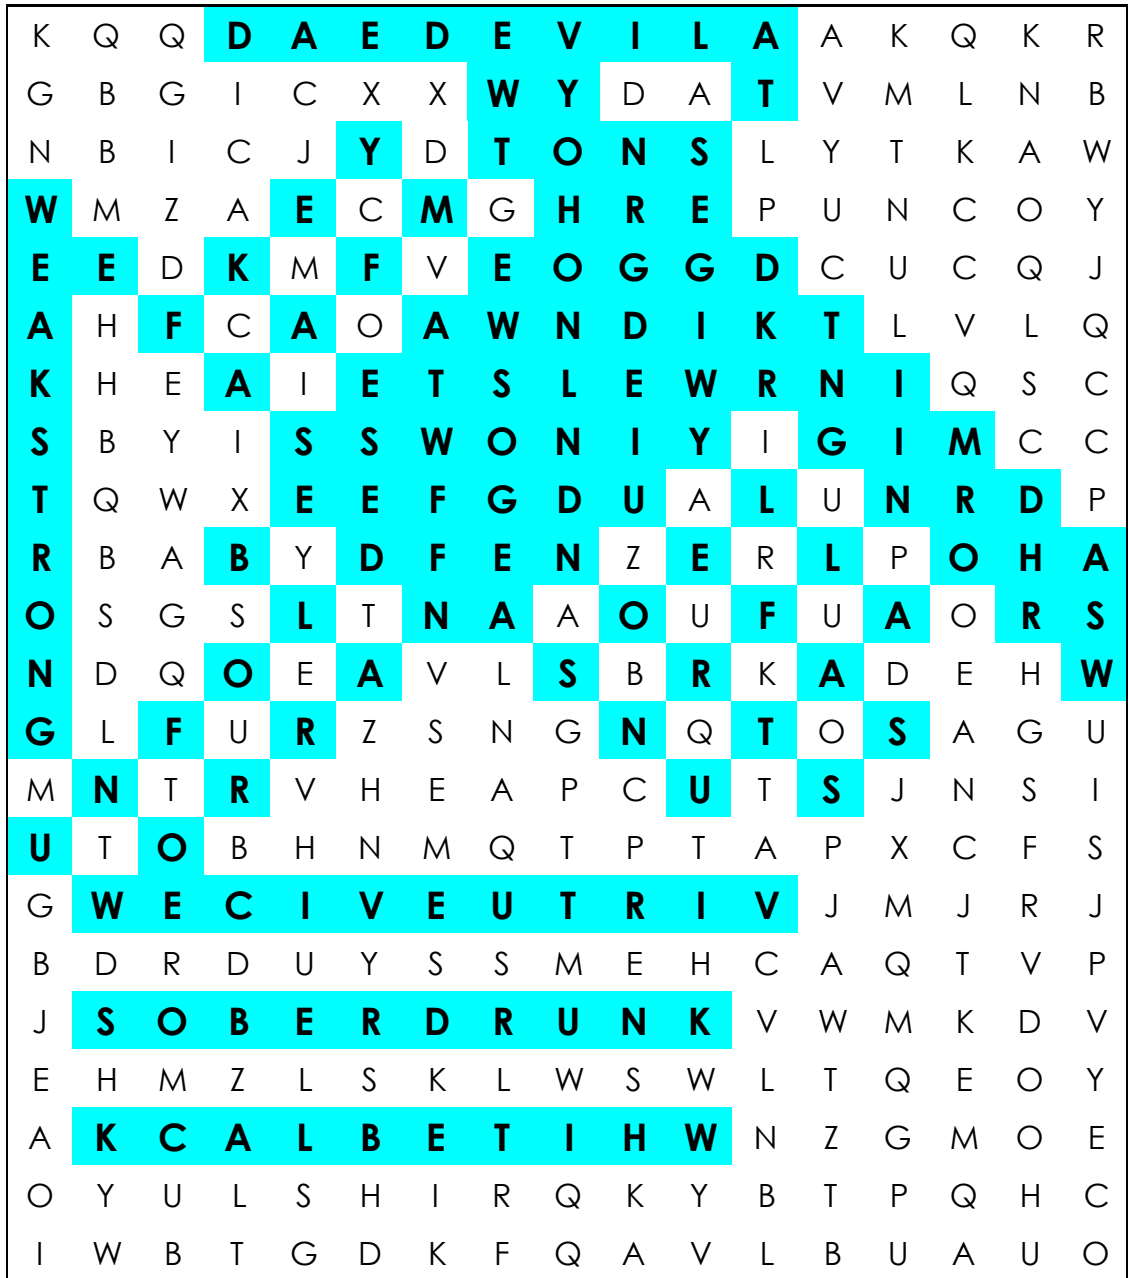 K Q Q D A E D E V I L A A K Q K R
G B G I C X X W Y D A T V M L N B
N B I C J Y D T O N S L Y T K A W
W M Z A E C M G H R E P U N C O Y
E E D K M F V E O G G D C U C Q J
A H F C A O A W N D I K T L V L Q
K H E A I E T S L E W R N I Q S C
S B Y I S S W O N I Y I G I M C C
T Q W X E E F G D U A L U N R D P
R B A B Y D F E N Z E R L P O H A
O S G S L T N A A O U F U A O R S
N D Q O E A V L S B R K A D E H W
G L F U R Z S N G N Q T O S A G U
M N T R V H E A P C U T S J N S I
U T O B H N M Q T P T A P X C F S
G W E C I V E U T R I V J M J R J
B D R D U Y S S M E H C A Q T V P
J S O B E R D R U N K V W M K D V
E H M Z L S K L W S W L T Q E O Y
A K C A L B E T I H W N Z G M O E
O Y U L S H I R Q K Y B T P Q H C
I W B T G D K F Q A V L B U A U O